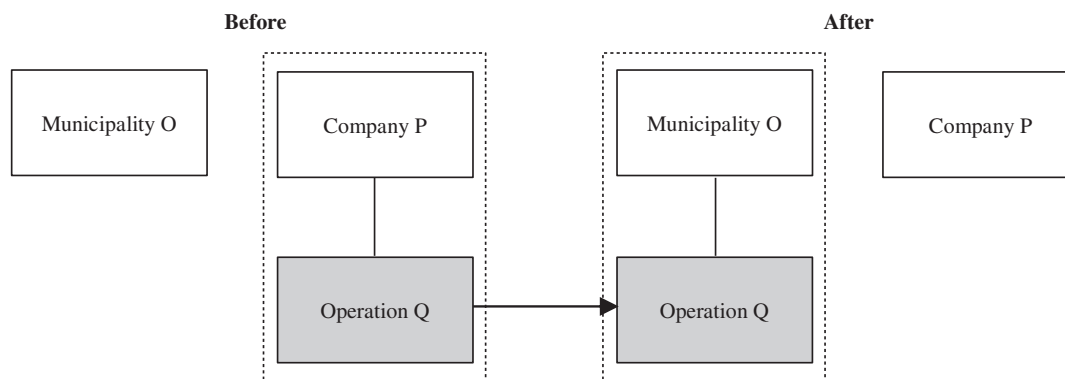 Before
After
Municipality O
Company P
Municipality O
Company P
Operation Q
Operation Q